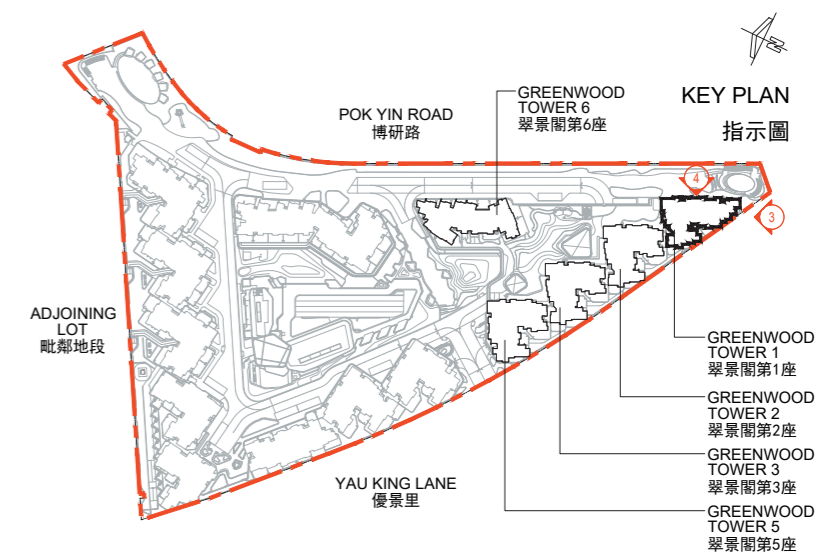 KEY PLAN
指示圖
POK YIN ROAD
博研路
GREENWOOD
TOWER 6
翠景閣第6座
4
3
ADJOINING
LOT
毗鄰地段
GREENWOOD
TOWER 1
翠景閣第1座
GREENWOOD
TOWER 2
翠景閣第2座
GREENWOOD
TOWER 3
翠景閣第3座
YAU KING LANE
優景里
GREENWOOD
TOWER 5
翠景閣第5座